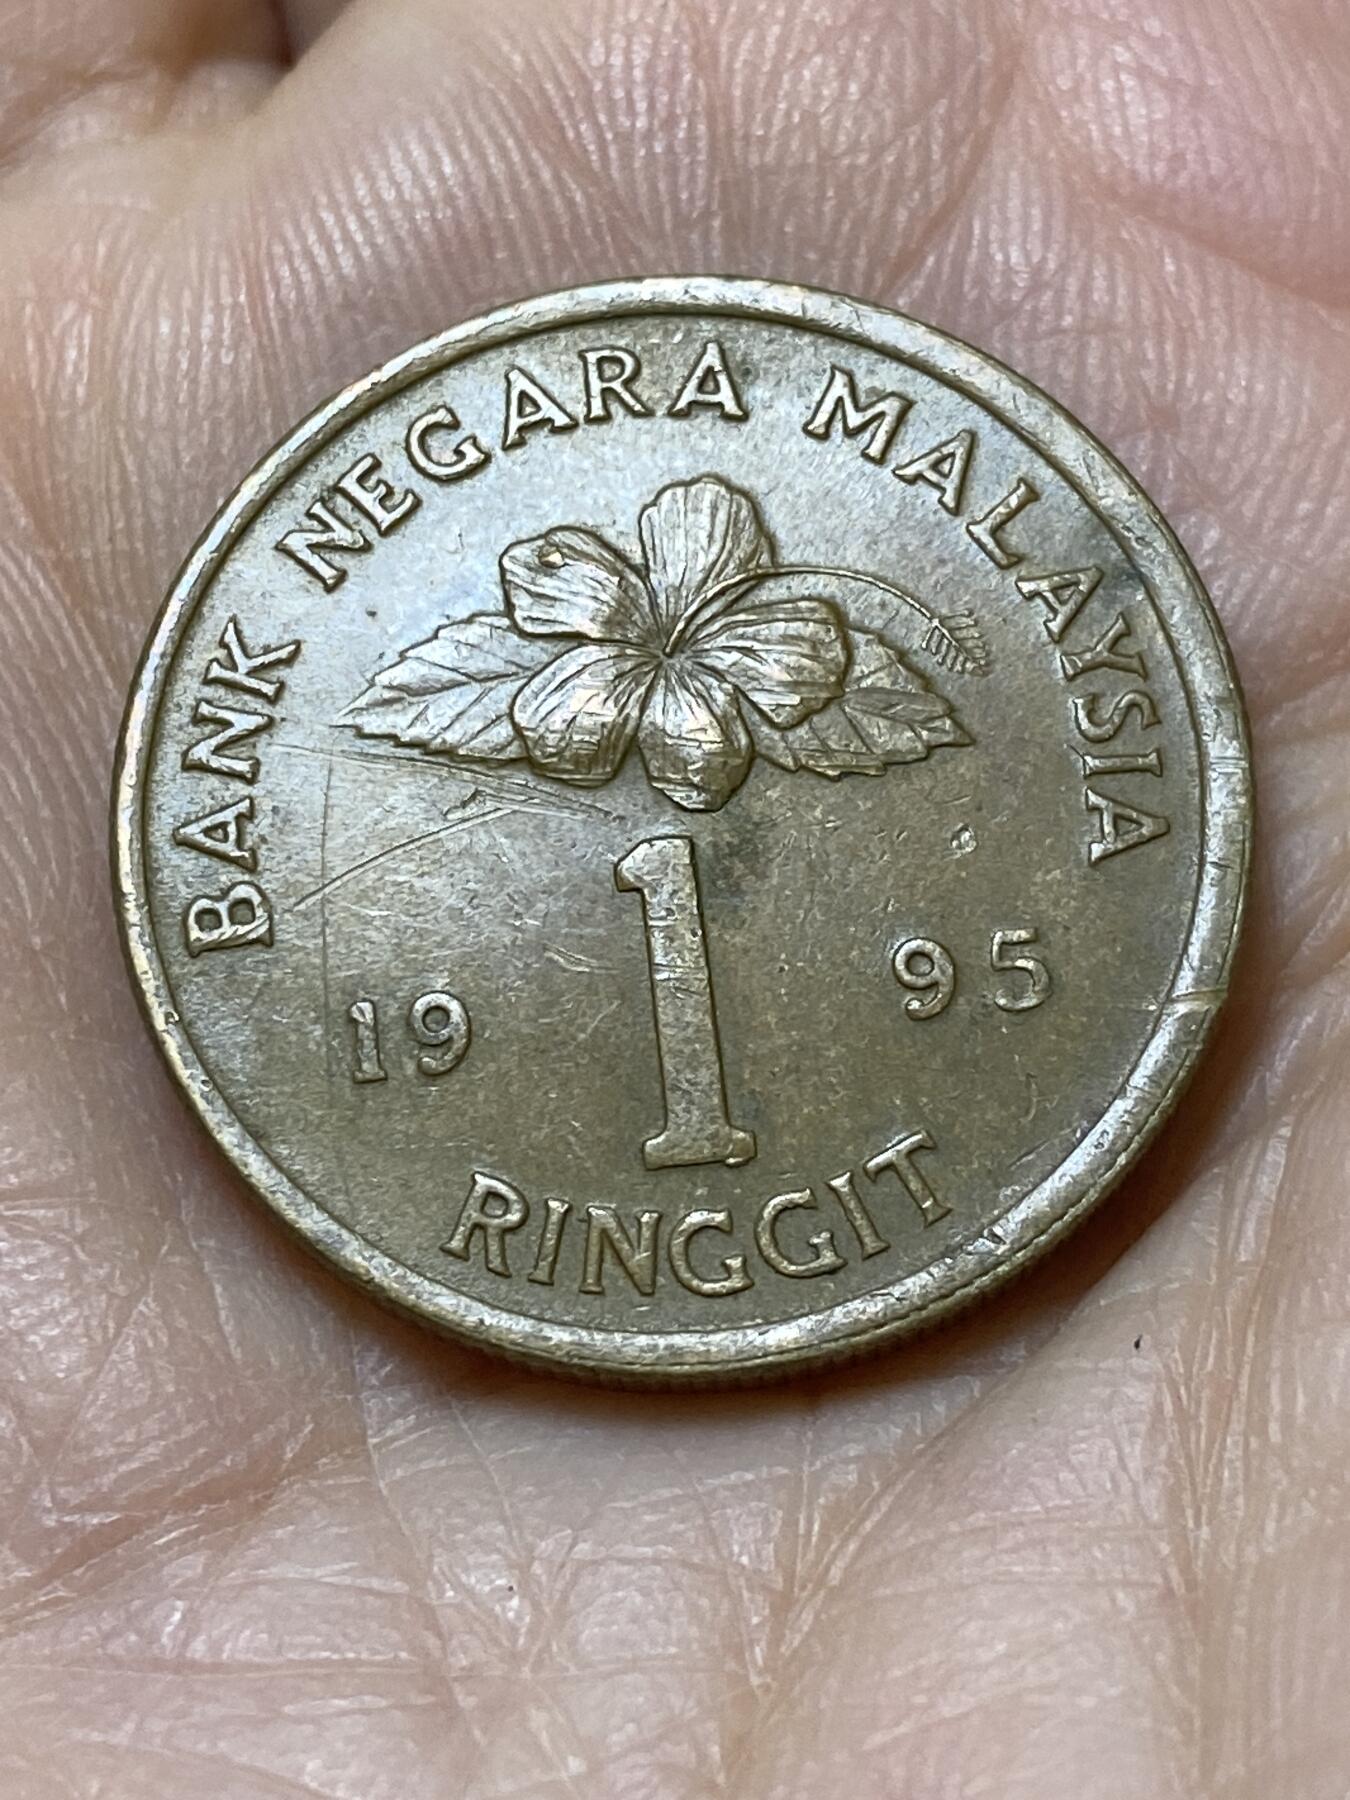 BANK NEGARA MALAYSIA
1
19 95
RINGGIT